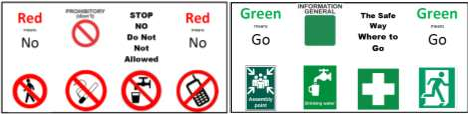 Red
means
No
PROHIBITORY
(don't)
STOP
NO
Do Not
Not
Allowed
Red
means
No
Green
means
Go
INFORMATION
GENERAL
The Safe
Way
Where to
Go
Green
means
Go
Assembly
point
Drinking water